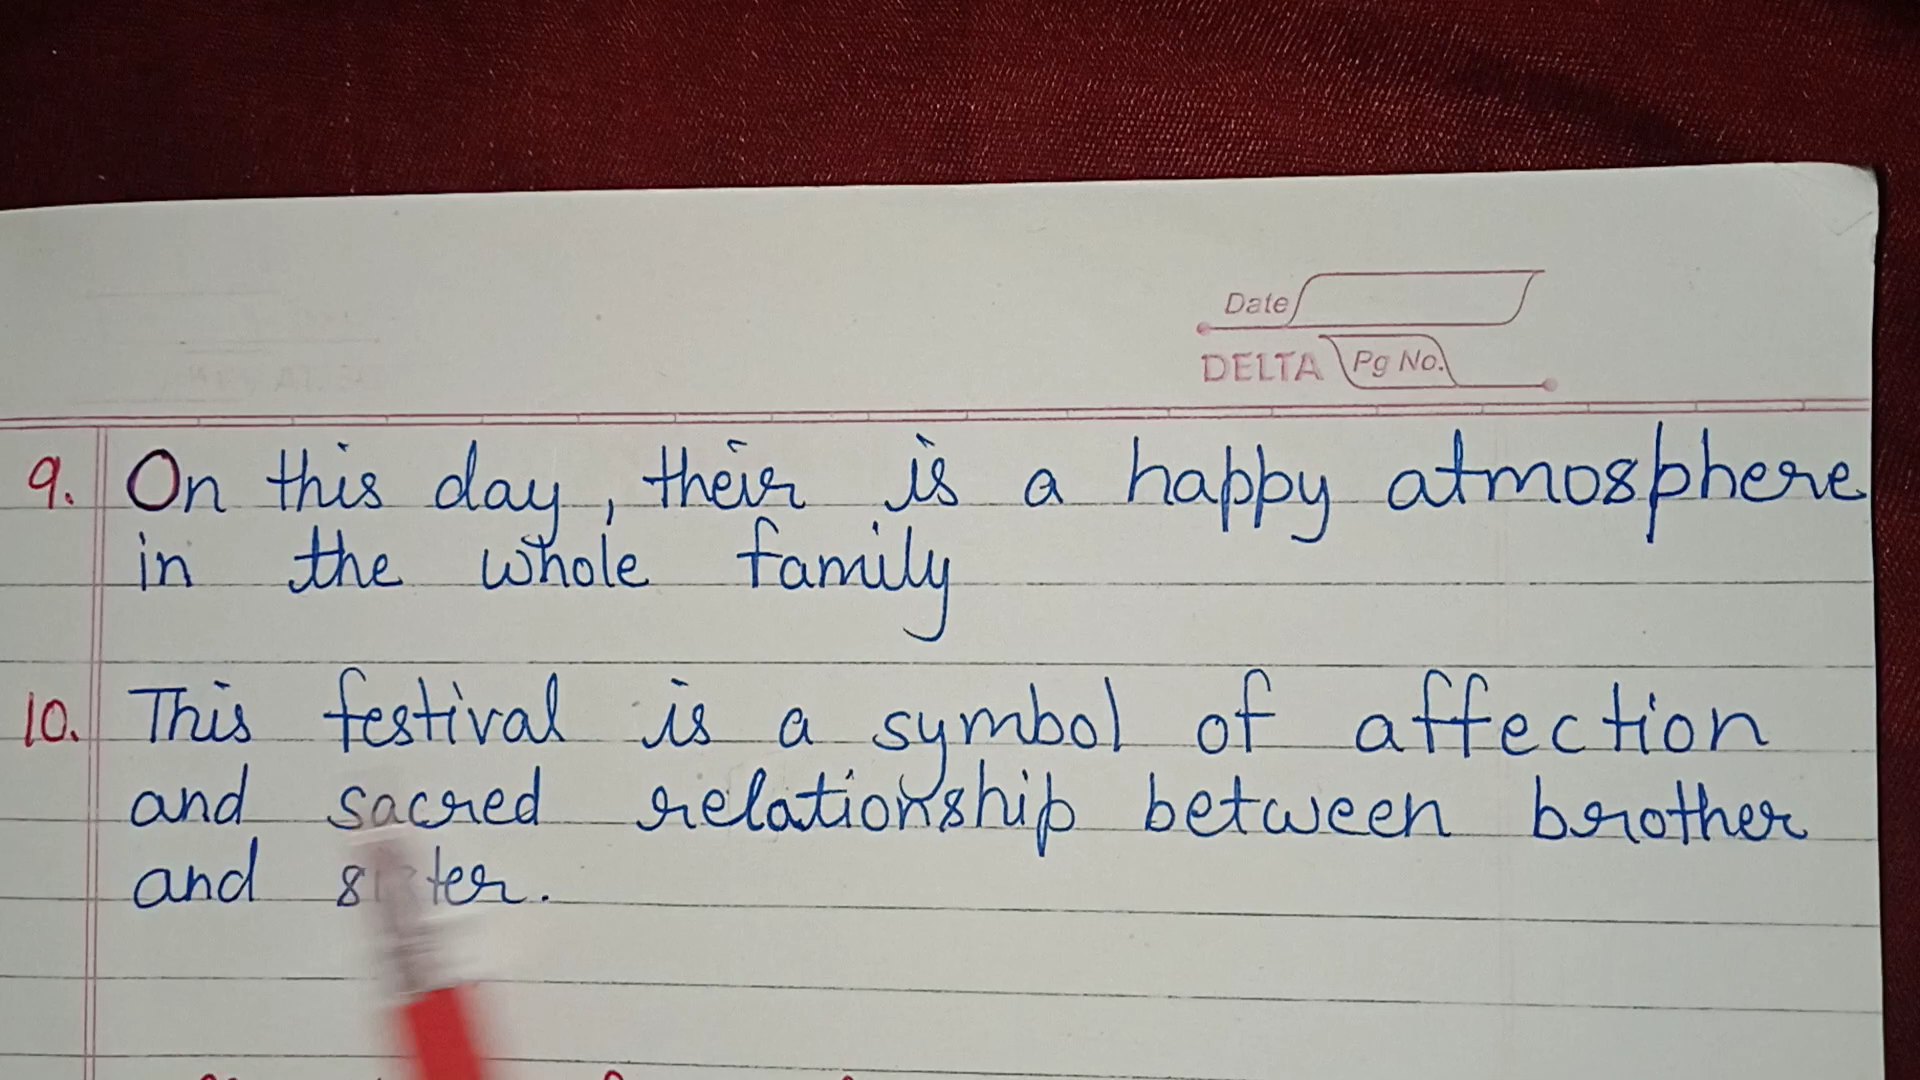 Date
DELTA Pg No.
9. On this day, their is a happy atmosphere
in the whole family
10. This festival is a symbol of affection
and sacred relationship between brother
and sister.